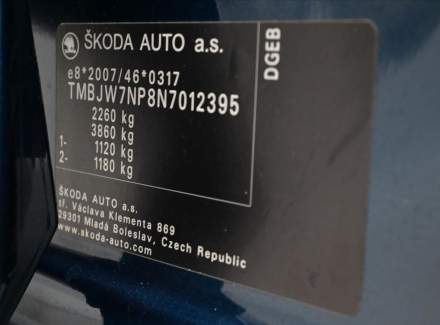 ŠKODA AUTO a.s.
DGEB
e8*2007/46*0317
TMBJW7NP8N7012395
2260 kg
3860 kg
1- 1120 kg
2- 1180 kg
ŠKODA AUTO a.s.
tř. Václava Klementa 869
29301 Mladá Boleslav, Czech Republic
www.skoda-auto.com